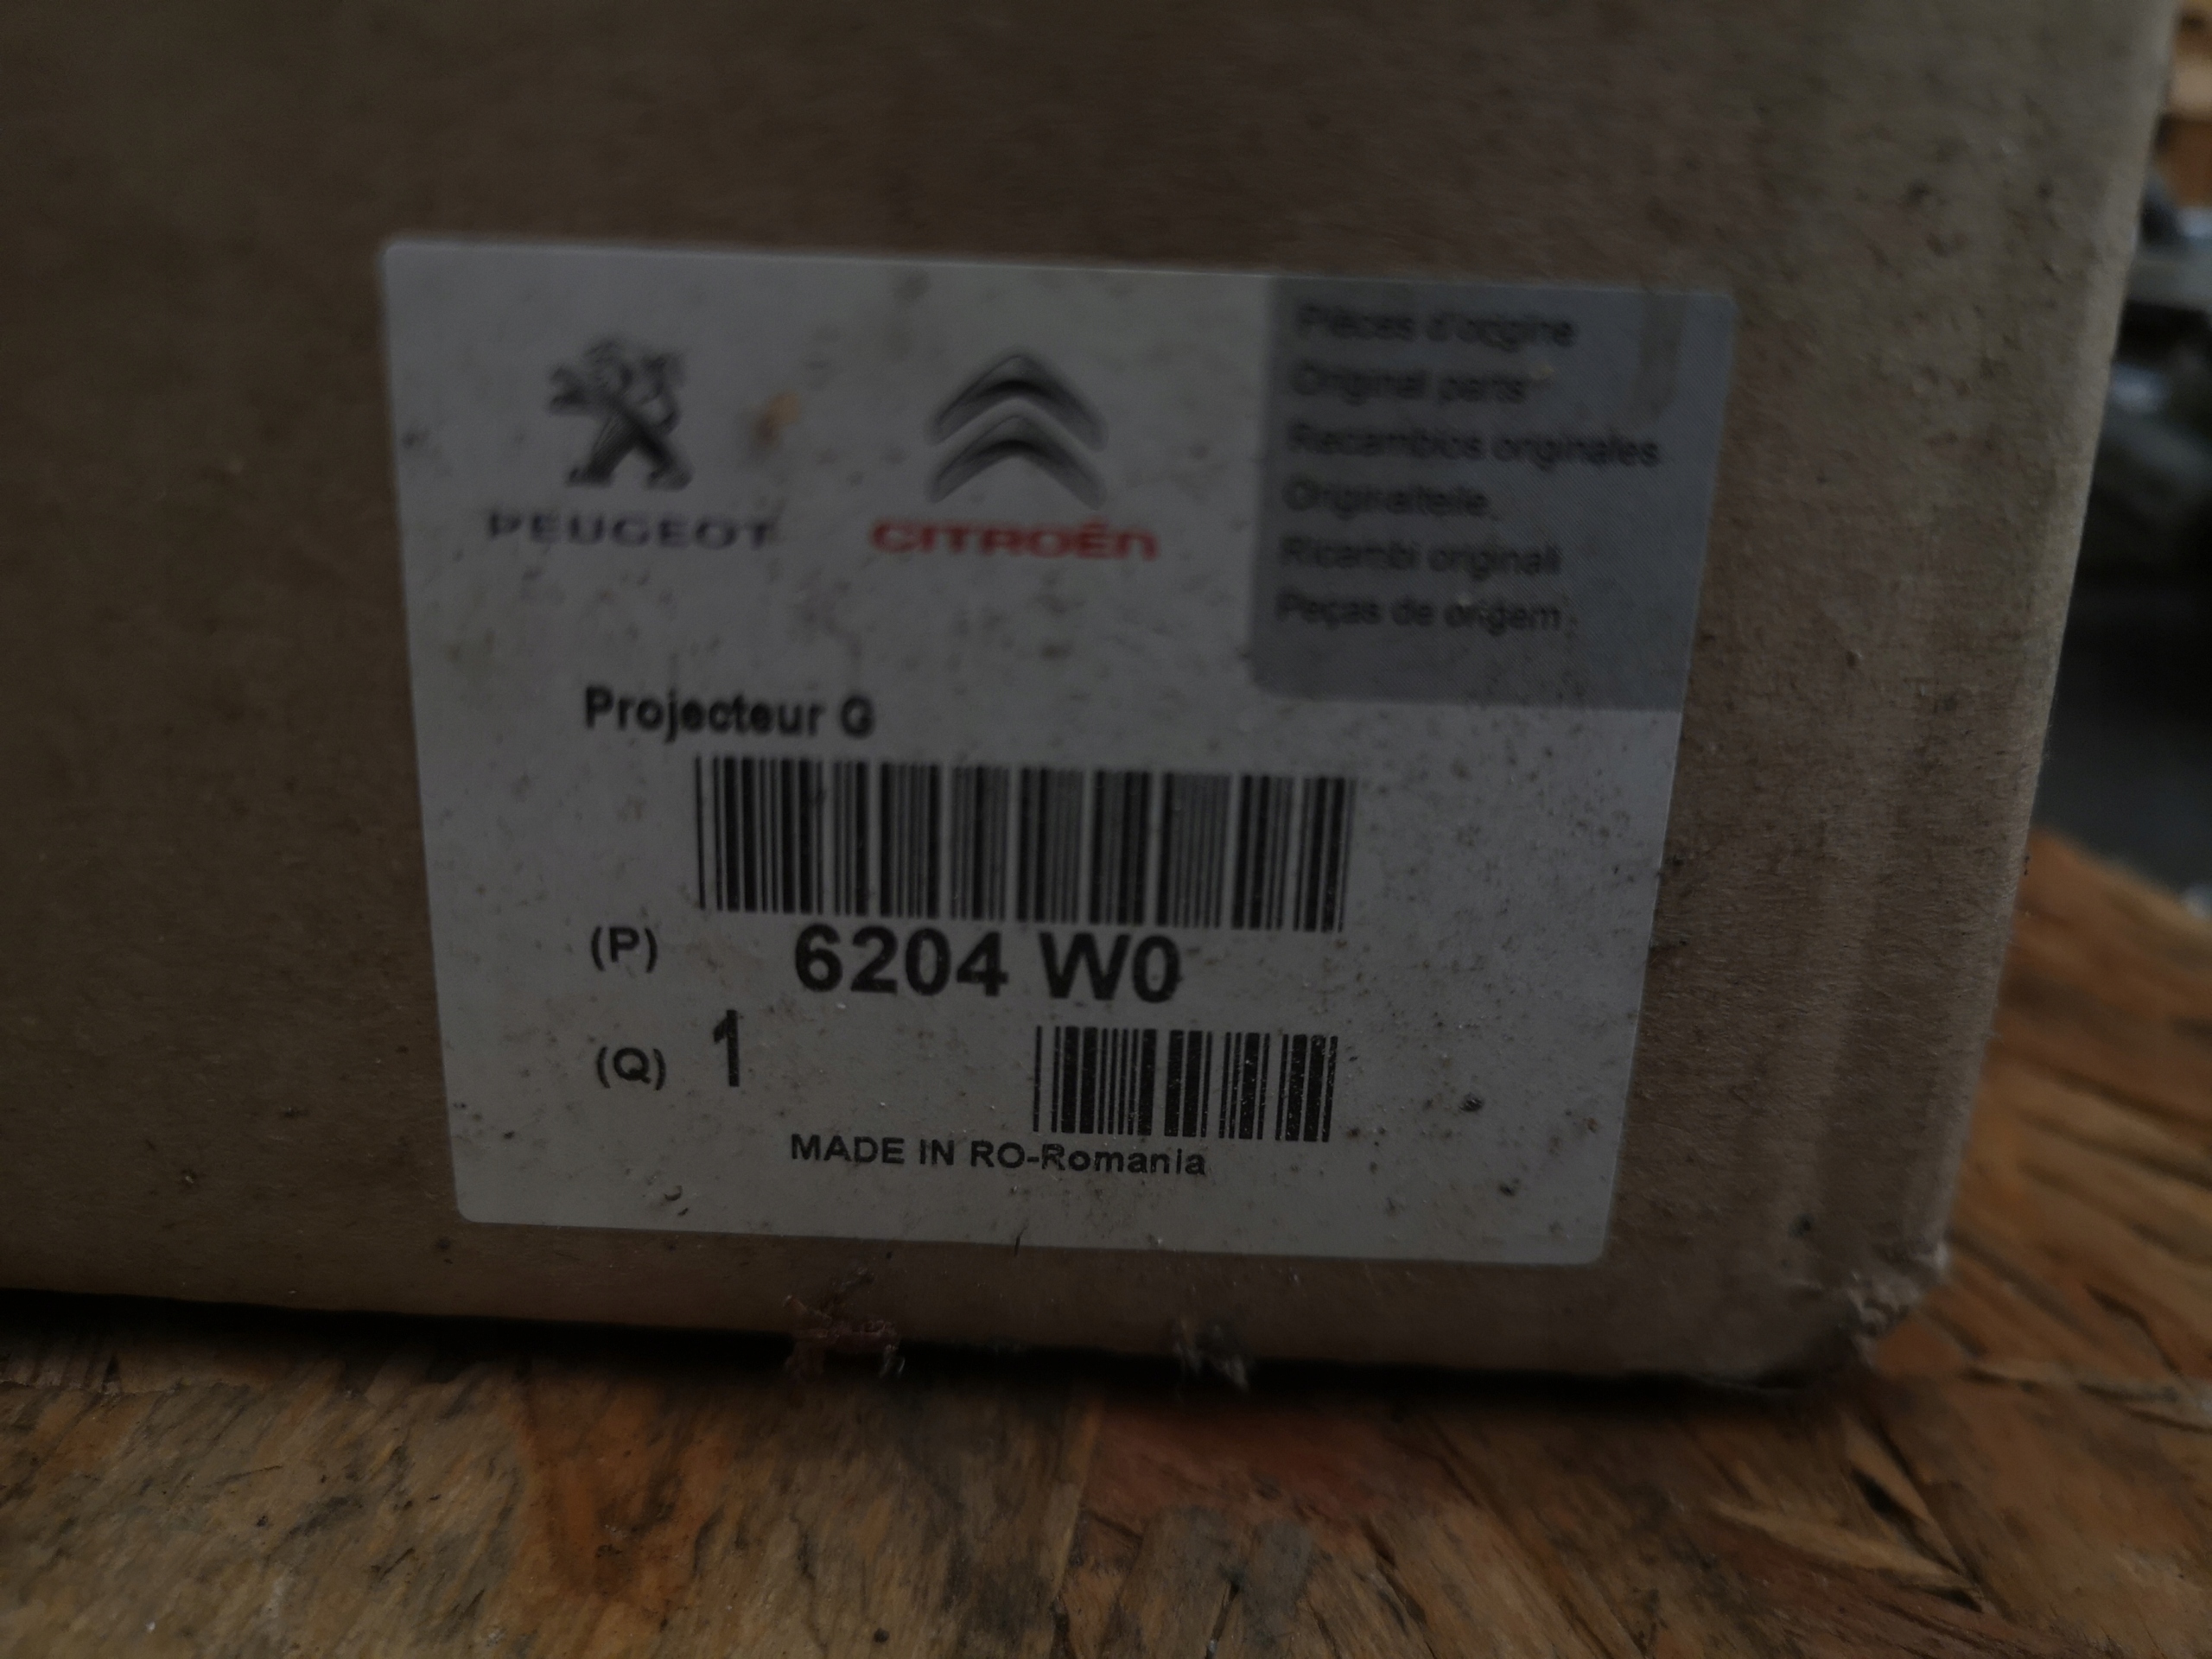 PEUGEOT
CITROËN
Pièces d'origine
Original parts
Recambios originales
Originalteile
Ricambi originali
Peças de origem
Projecteur G
(P) 6204 W0
(Q) 1
MADE IN RO-Romania